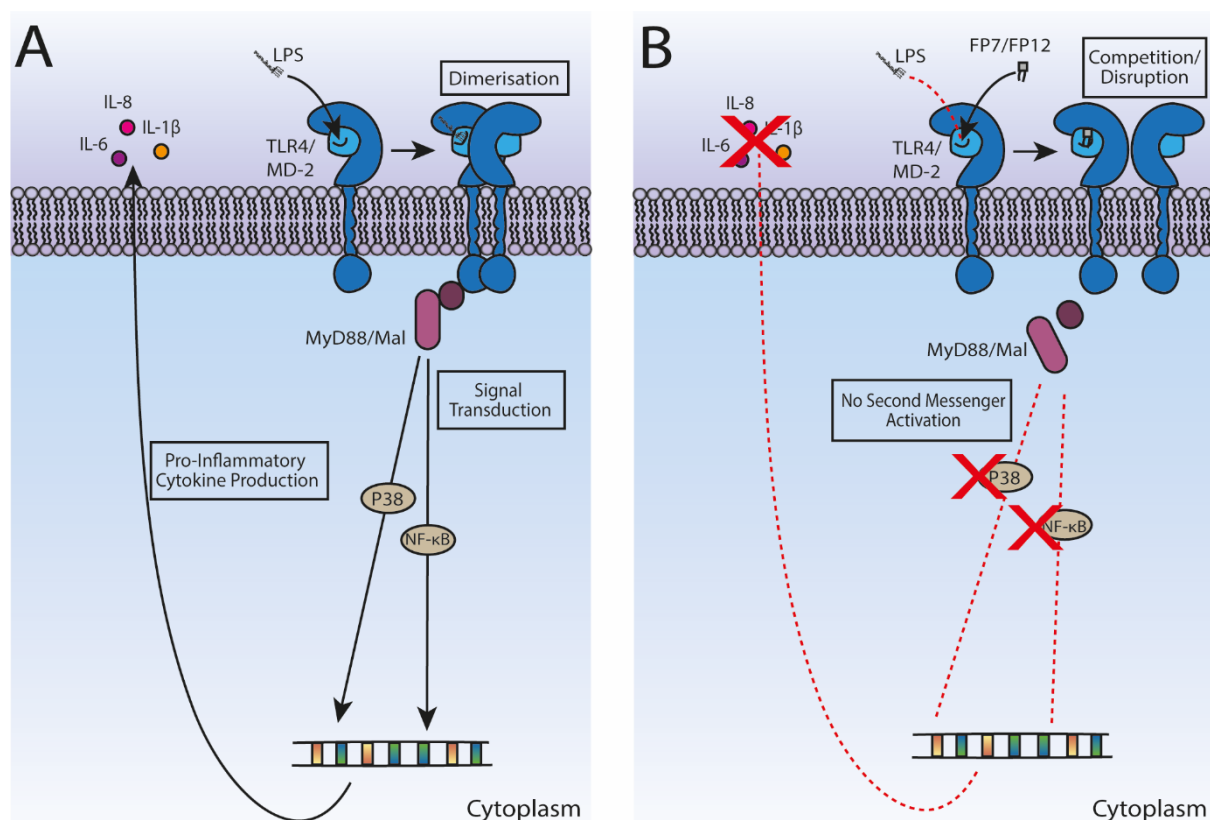 A
LPS
Dimerisation
IL-8
IL-1β
IL-6
TLR4/
MD-2
MyD88/Mal
Signal
Transduction
Pro-Inflammatory
Cytokine Production
P38
NF-κB
Cytoplasm
B
LPS
FP7/FP12
Competition/
Disruption
IL-8
IL-1β
IL-6
TLR4/
MD-2
MyD88/Mal
No Second Messenger
Activation
P38
NF-κB
Cytoplasm